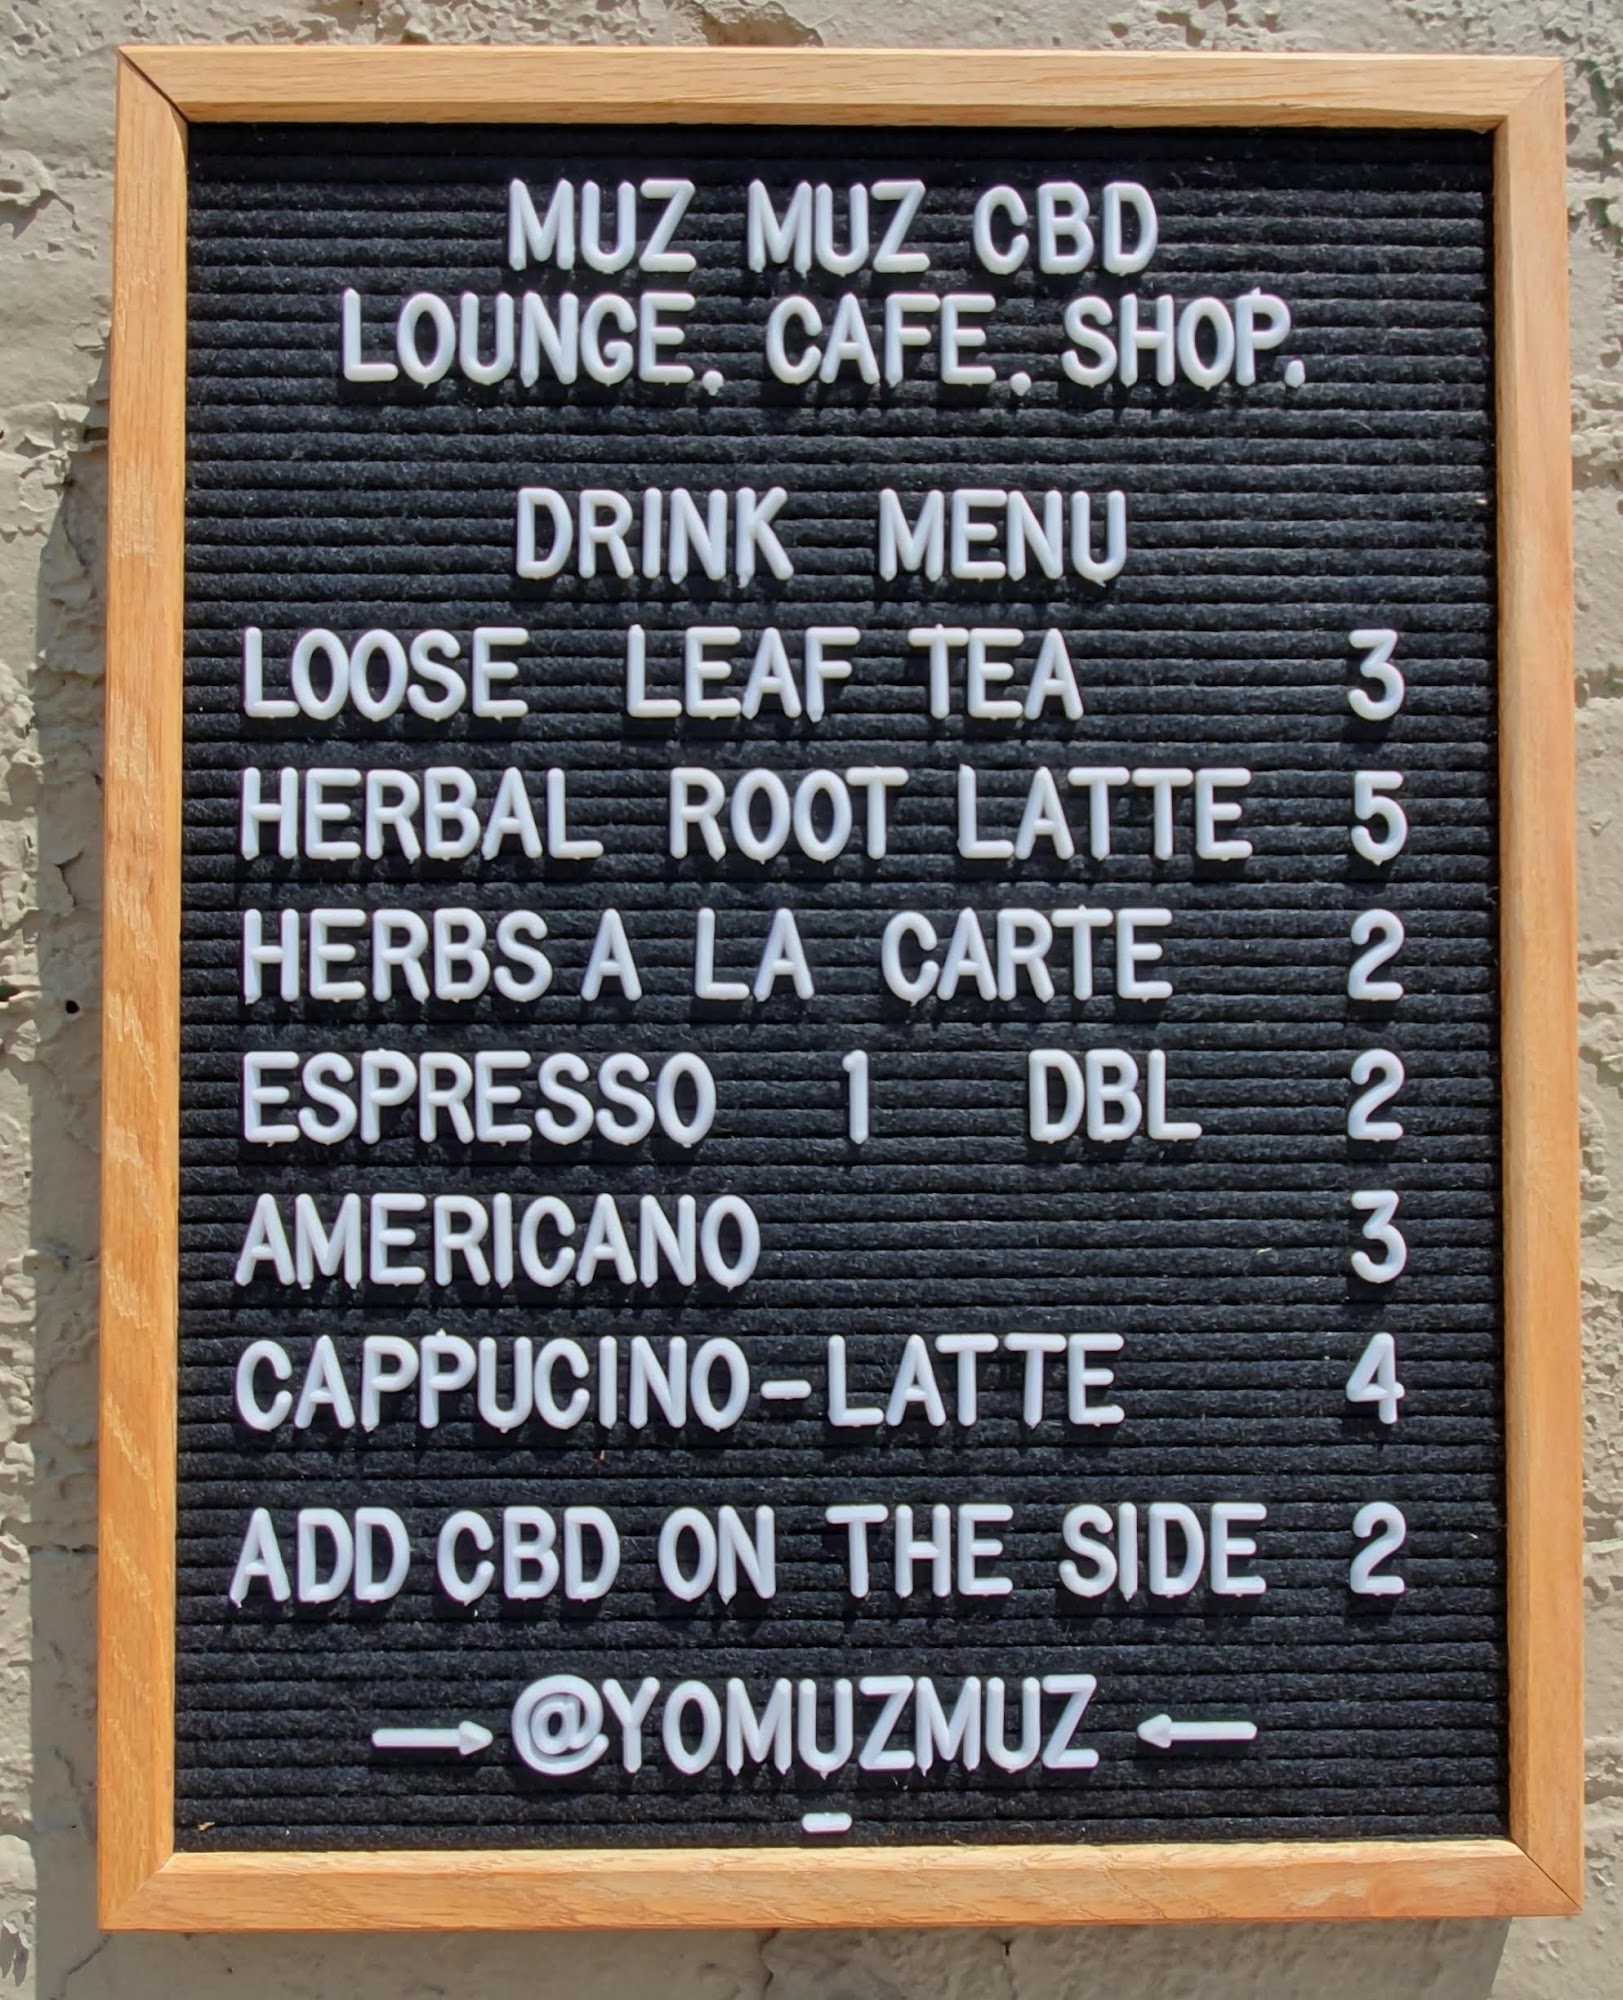 MUZ MUZ CBD
LOUNGE. CAFE. SHOP.
DRINK MENU
LOOSE LEAF TEA 3
HERBAL ROOT LATTE 5
HERBS A LA CARTE 2
ESPRESSO 1 DBL 2
AMERICANO 3
CAPPUCINO-LATTE 4
ADD CBD ON THE SIDE 2
→ @YOMUZMUZ ←
-